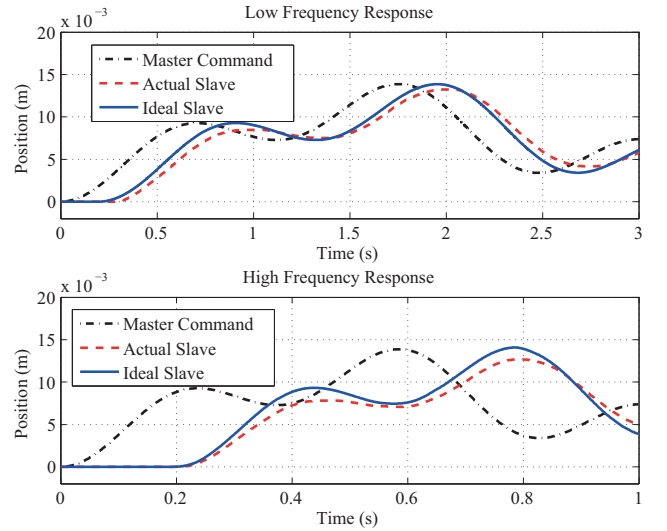 Low Frequency Response
x 10⁻³
20
15
10
5
0
Position (m)
Master Command
Actual Slave
Ideal Slave
0 0.5 1 1.5 2 2.5 3
Time (s)
High Frequency Response
x 10⁻³
20
15
10
5
0
Position (m)
Master Command
Actual Slave
Ideal Slave
0 0.2 0.4 0.6 0.8 1
Time (s)